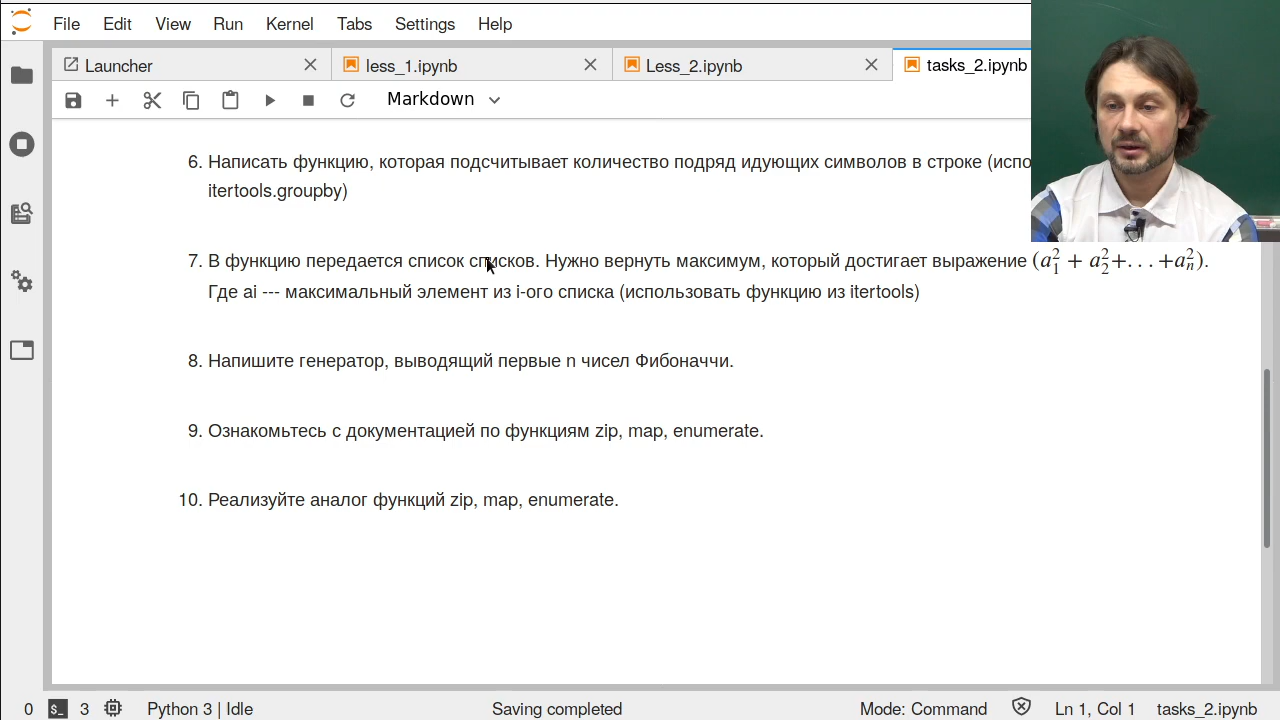 File Edit View Run Kernel Tabs Settings Help
Launcher less_1.ipynb Less_2.ipynb tasks_2.ipynb
Markdown
6. Написать функцию, которая подсчитывает количество подряд идующих символов в строке (испо
itertools.groupby)
7. В функцию передается список списков. Нужно вернуть максимум, который достигает выражение (a₁² + a₂²+. . . +aₙ²).
Где ai --- максимальный элемент из i-ого списка (использовать функцию из itertools)
8. Напишите генератор, выводящий первые n чисел Фибоначчи.
9. Ознакомьтесь с документацией по функциям zip, map, enumerate.
10. Реализуйте аналог функций zip, map, enumerate.
0 $_ 3 Python 3 | Idle Saving completed Mode: Command Ln 1, Col 1 tasks_2.ipynb